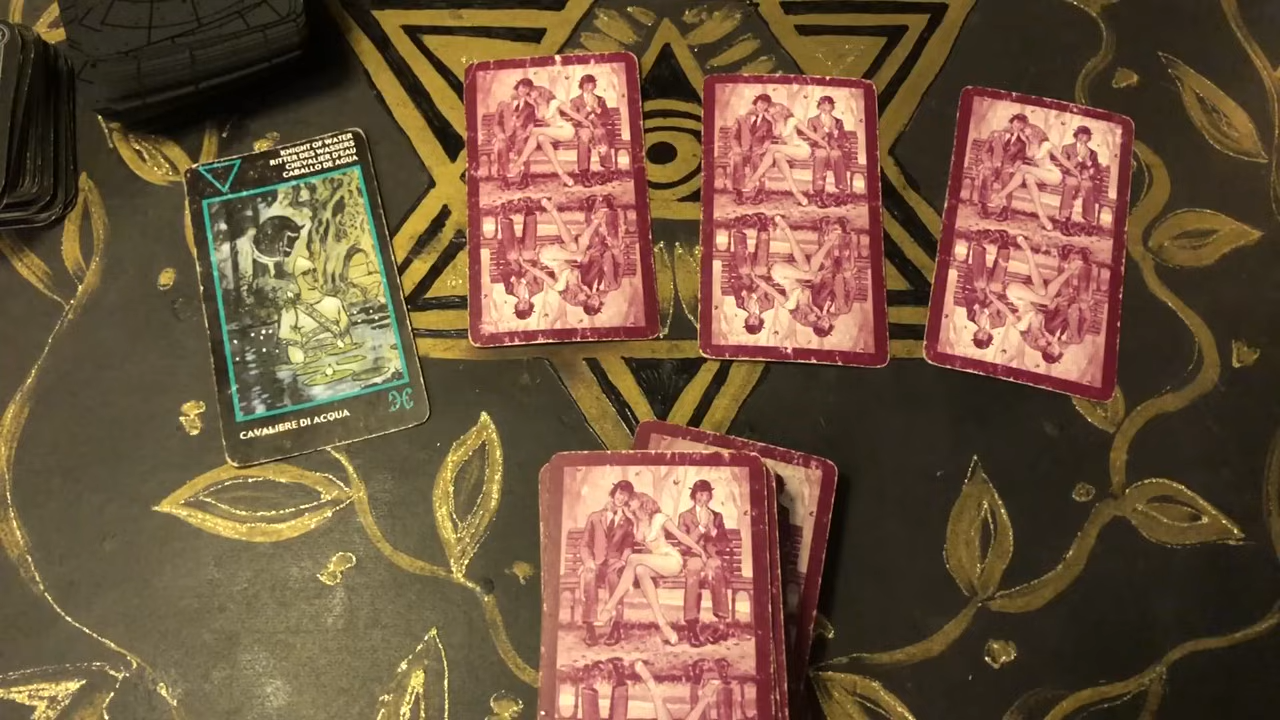 KNIGHT OF WATER
RITTER DES WASSERS
CHEVALIER D'EAU
CABALLO DE AGUA
CAVALIERE DI ACQUA